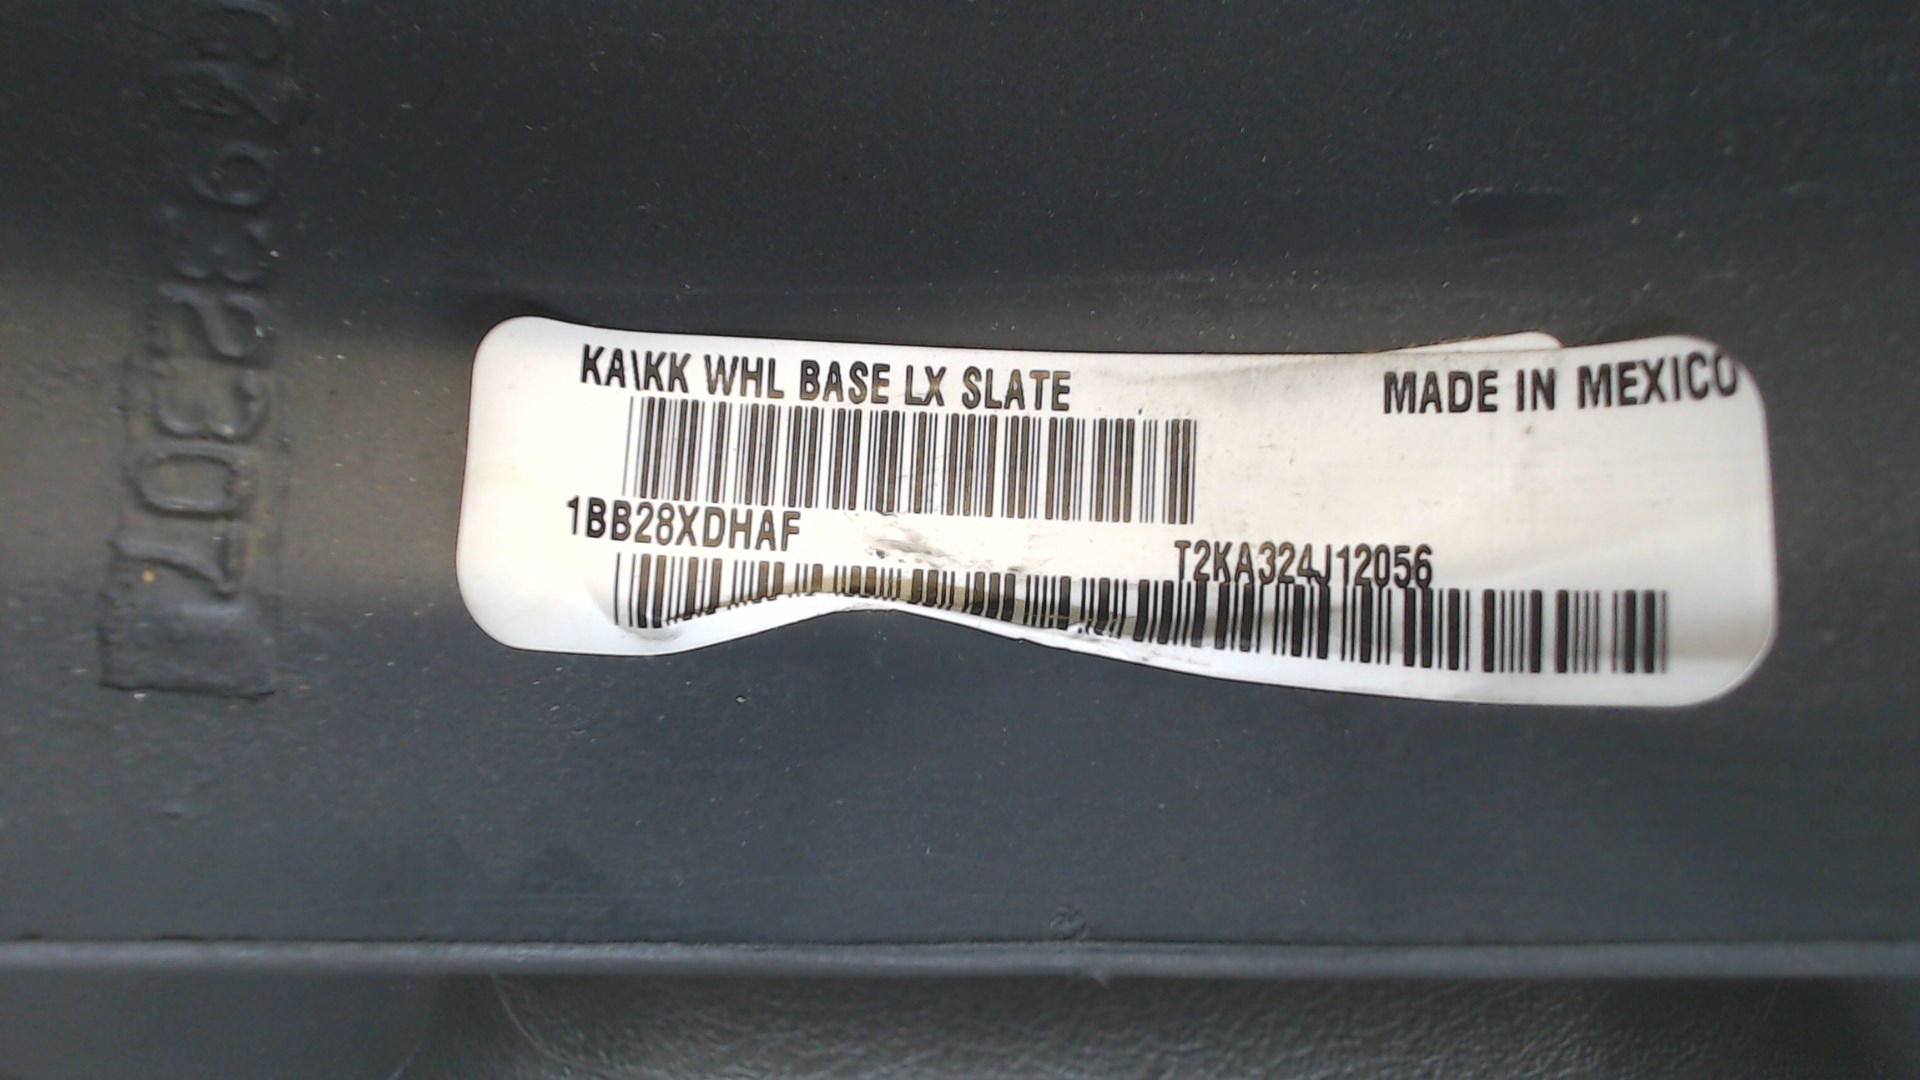 KA\KK WHL BASE LX SLATE
MADE IN MEXICO
1BB28XDHAF
T2KA324J12056